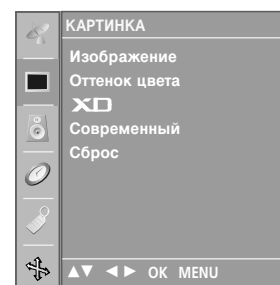 КАРТИНКА
Изображение
Оттенок цвета
XD
Современный
Сброс
▲▼ ◄► OK MENU